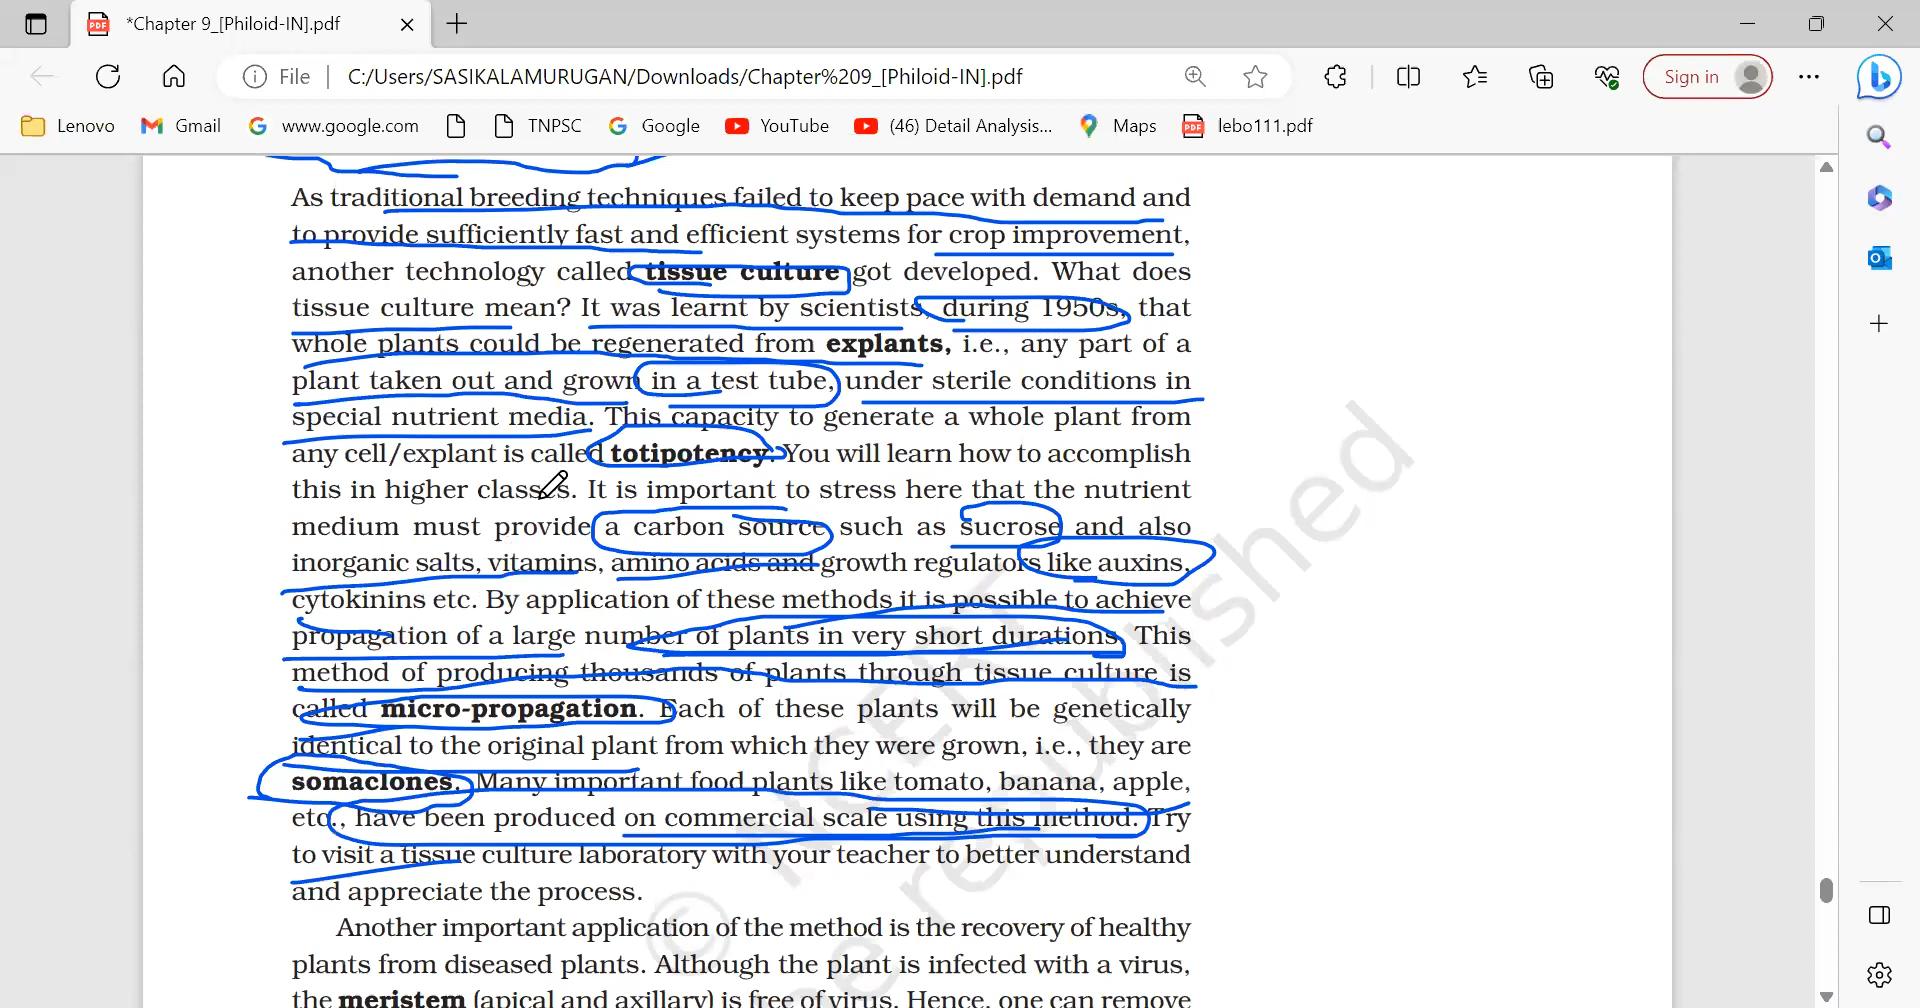 *Chapter 9_[Philoid-IN].pdf
File | C:/Users/SASIKALAMURUGAN/Downloads/Chapter%209_[Philoid-IN].pdf
Sign in
Lenovo Gmail www.google.com TNPSC Google YouTube (46) Detail Analysis... Maps lebo111.pdf
As traditional breeding techniques failed to keep pace with demand and
to provide sufficiently fast and efficient systems for crop improvement,
another technology called tissue culture got developed. What does
tissue culture mean? It was learnt by scientists, during 1950s, that
whole plants could be regenerated from explants, i.e., any part of a
plant taken out and grown in a test tube, under sterile conditions in
special nutrient media. This capacity to generate a whole plant from
any cell/explant is called totipotency. You will learn how to accomplish
this in higher classes. It is important to stress here that the nutrient
medium must provide a carbon source such as sucrose and also
inorganic salts, vitamins, amino acids and growth regulators like auxins,
cytokinins etc. By application of these methods it is possible to achieve
propagation of a large number of plants in very short durations. This
method of producing thousands of plants through tissue culture is
called micro-propagation. Each of these plants will be genetically
identical to the original plant from which they were grown, i.e., they are
somaclones. Many important food plants like tomato, banana, apple,
etc., have been produced on commercial scale using this method. Try
to visit a tissue culture laboratory with your teacher to better understand
and appreciate the process.
Another important application of the method is the recovery of healthy
plants from diseased plants. Although the plant is infected with a virus,
the meristem (apical and axillary) is free of virus. Hence, one can remove
© NCERT
be republished